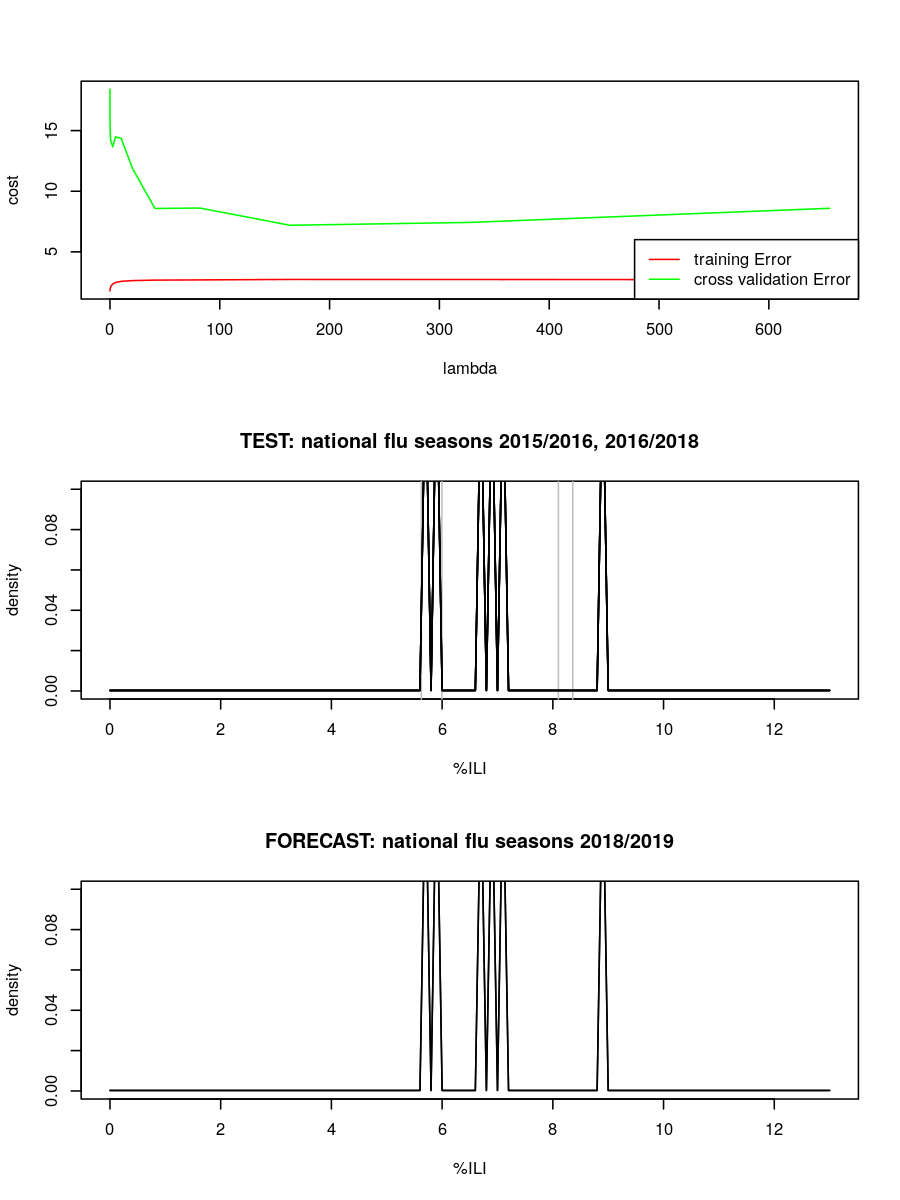 cost
15
10
5
training Error
cross validation Error
0 100 200 300 400 500 600
lambda
TEST: national flu seasons 2015/2016, 2016/2018
density
0.08
0.04
0.00
0 2 4 6 8 10 12
%ILI
FORECAST: national flu seasons 2018/2019
density
0.08
0.04
0.00
0 2 4 6 8 10 12
%ILI